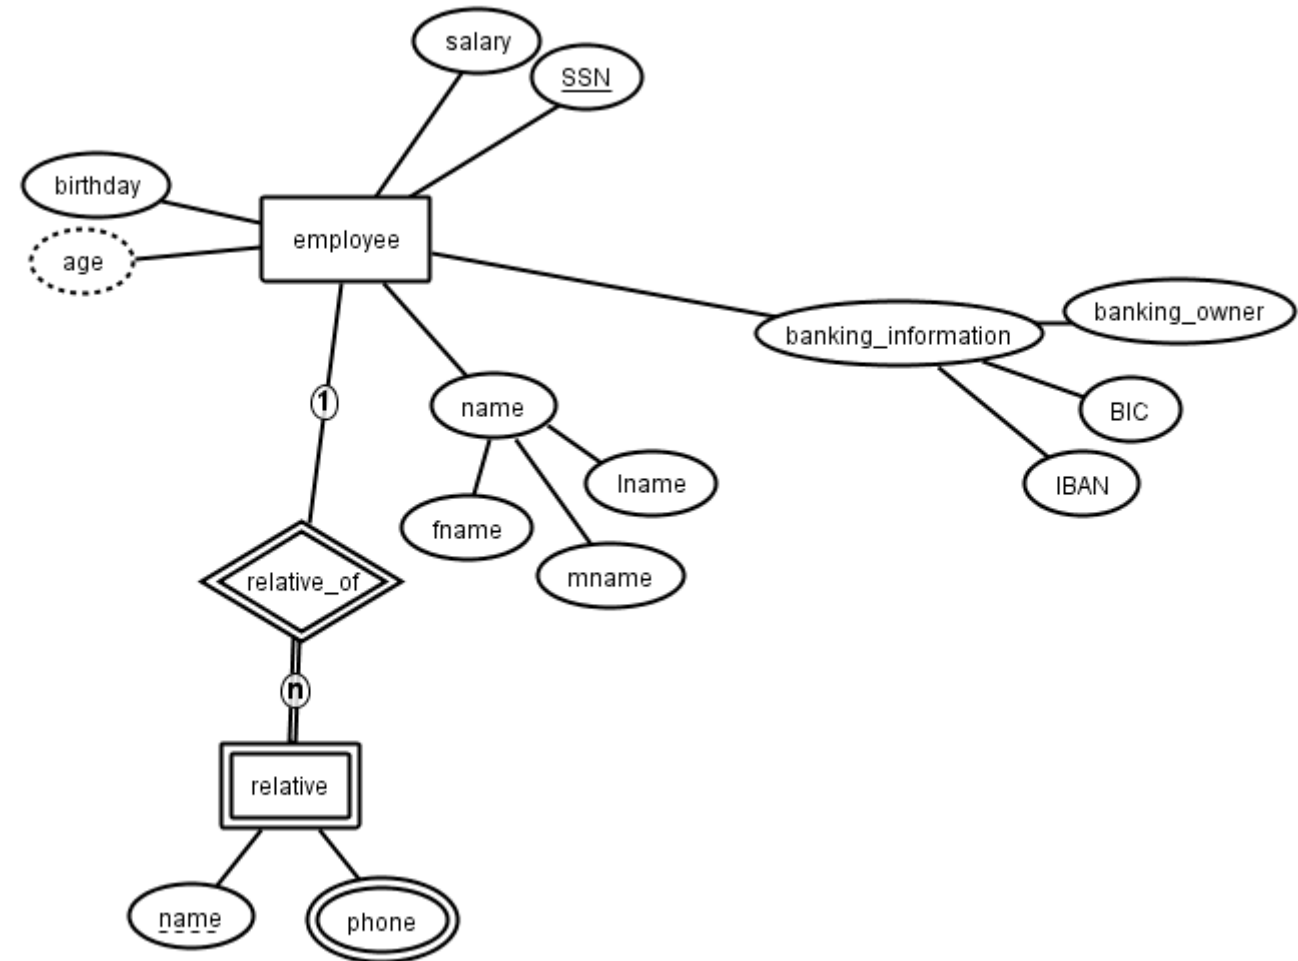 salary
SSN
birthday
employee
age
banking_owner
banking_information
1
name
BIC
lname
IBAN
fname
mname
relative_of
n
relative
name
phone